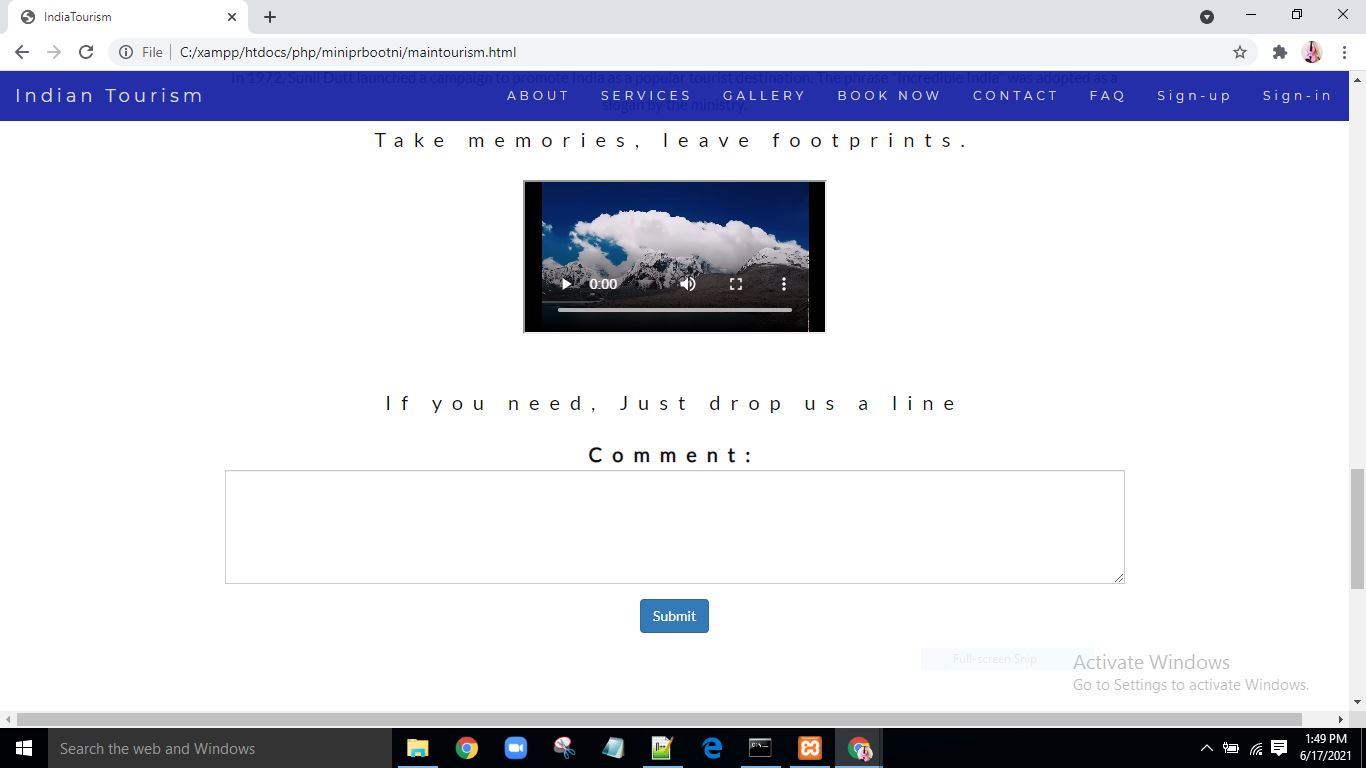 IndiaTourism
File
C:/xampp/htdocs/php/miniprbootni/maintourism.html
In 1972, Sunil Dutt launched a campaign to promote India as a popular tourist destination. The phrase "Incredible India" was adopted as a
slogan by the ministry.
Indian Tourism
ABOUT SERVICES GALLERY BOOK NOW CONTACT FAQ Sign-up Sign-in
Take memories, leave footprints.
0:00
If you need, Just drop us a line
Comment:
Submit
Full-screen Snip
Activate Windows
Go to Settings to activate Windows.
Search the web and Windows
1:49 PM
6/17/2021